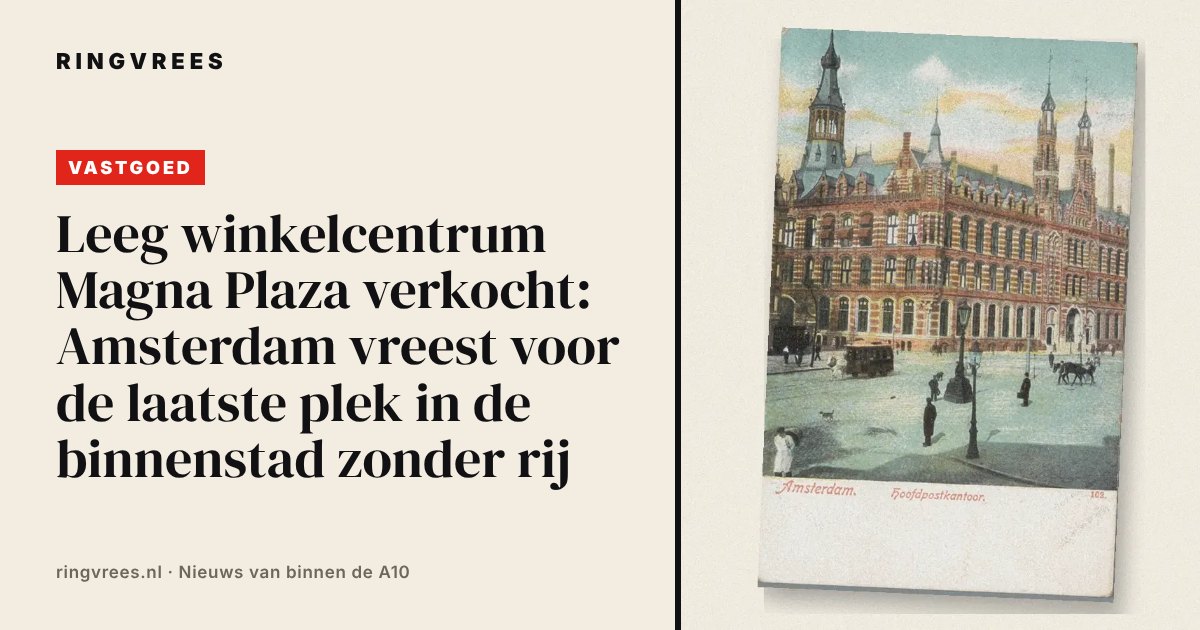 RINGVREES
VASTGOED
Leeg winkelcentrum
Magna Plaza verkocht:
Amsterdam vreest voor
de laatste plek in de
binnenstad zonder rij
ringvrees.nl · Nieuws van binnen de A10
Amsterdam. Hoofdpostkantoor. 102.